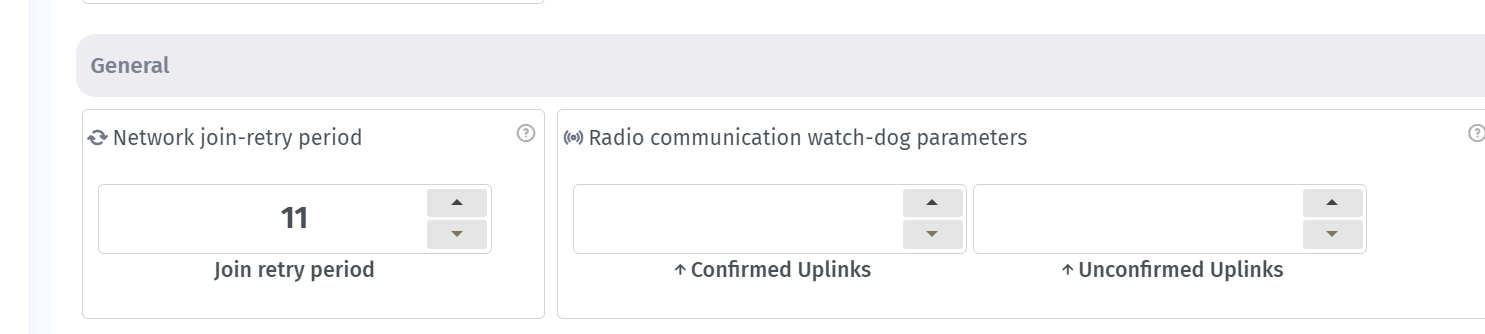 General
Network join-retry period
Radio communication watch-dog parameters
11
Join retry period
↑ Confirmed Uplinks
↑ Unconfirmed Uplinks